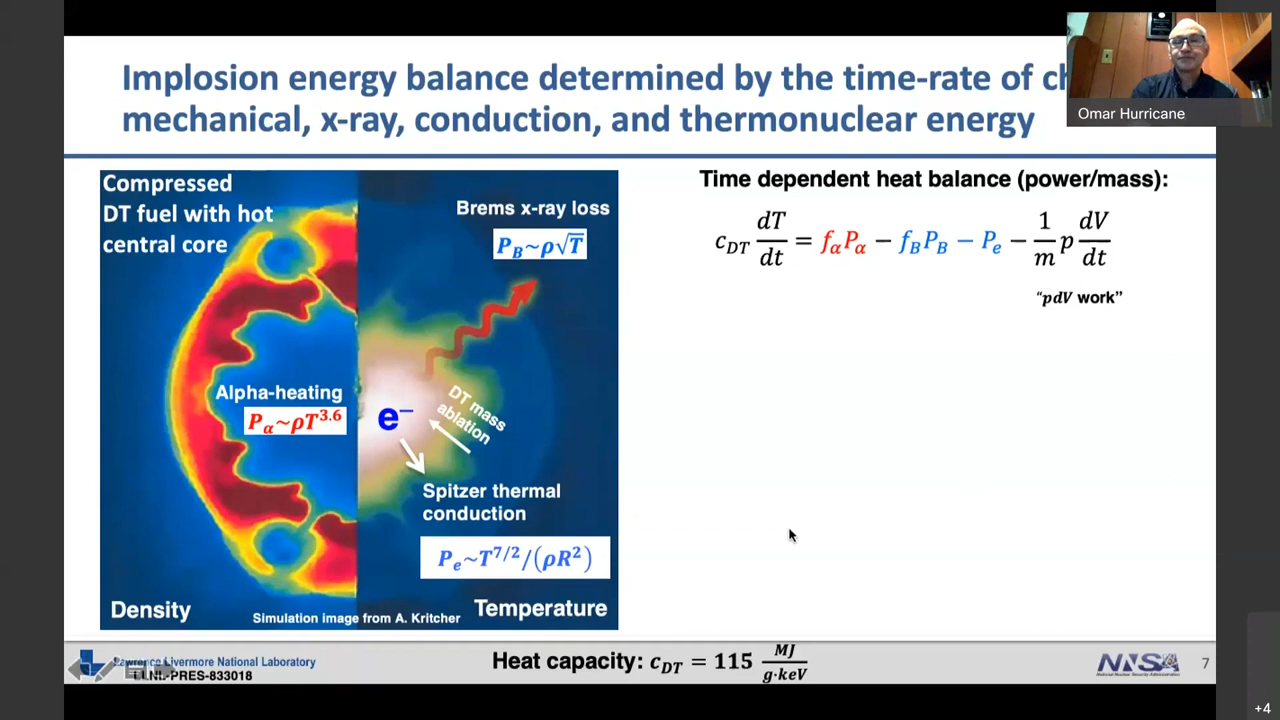 Implosion energy balance determined by the time-rate of ch
mechanical, x-ray, conduction, and thermonuclear energy
Omar Hurricane
Compressed
DT fuel with hot
central core
Brems x-ray loss
P_B~ρ√T
Alpha-heating
P_α~ρT^3.6
e⁻
DT mass
ablation
Spitzer thermal
conduction
P_e~T^7/2/(ρR²)
Density
Simulation image from A. Kritcher
Temperature
Time dependent heat balance (power/mass):
c_DT dT/dt = f_αP_α − f_BP_B − P_e − 1/m p dV/dt
“pdV work”
Lawrence Livermore National Laboratory
LLNL-PRES-833018
Heat capacity: c_DT = 115 MJ/g·keV
NNSA
National Nuclear Security Administration
7
+4